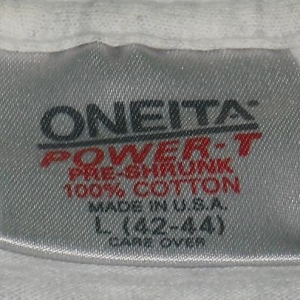 ONEITA
POWER-T
PRE-SHRUNK
100% COTTON
MADE IN U.S.A.
L (42-44)
CARE OVER